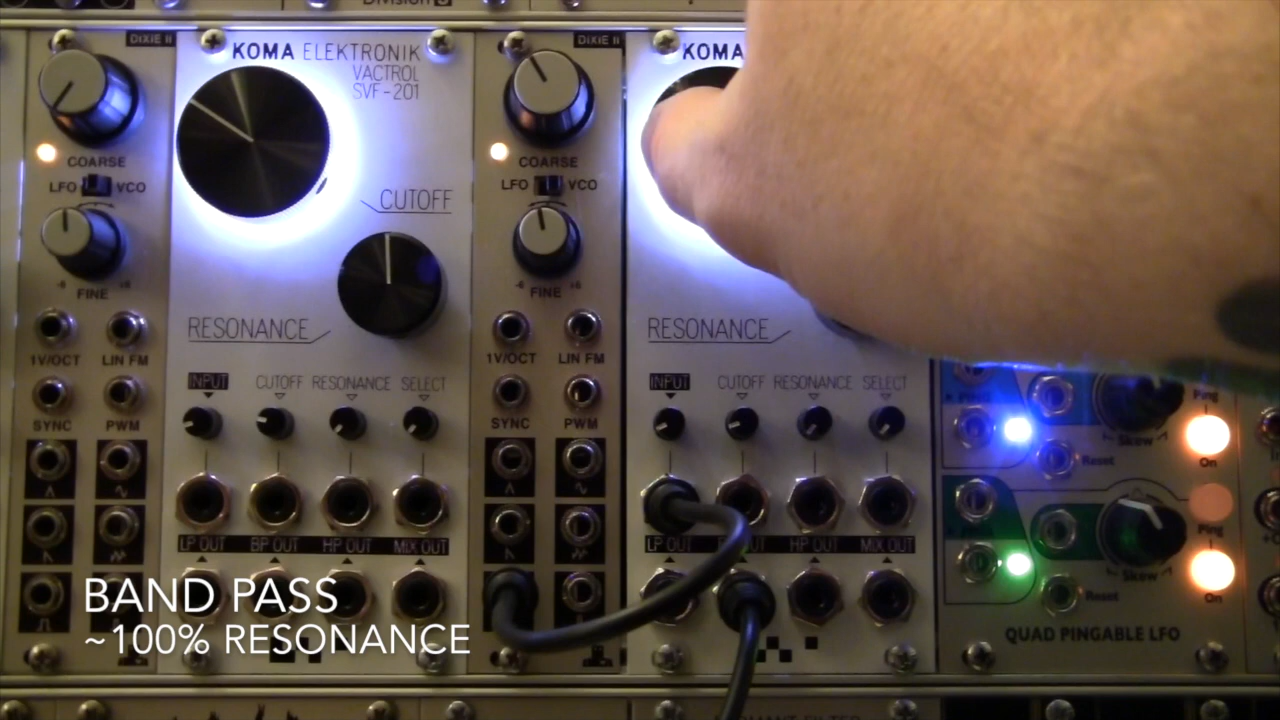 Division
DIXIE II
KOMA ELEKTRONIK
VACTROL
SVF-201
COARSE
LFO VCO
CUTOFF
-6 +6
FINE
RESONANCE
1V/OCT LIN FM
SYNC PWM
INPUT CUTOFF RESONANCE SELECT
LP OUT BP OUT HP OUT MIX OUT
DIXIE II
KOMA
COARSE
LFO VCO
-6 +6
FINE
RESONANCE
1V/OCT LIN FM
SYNC PWM
INPUT CUTOFF RESONANCE SELECT
LP OUT HP OUT MIX OUT
Ping
Skew
Reset
On
Ping
Skew
Reset
On
QUAD PINGABLE LFO
BAND PASS
~100% RESONANCE